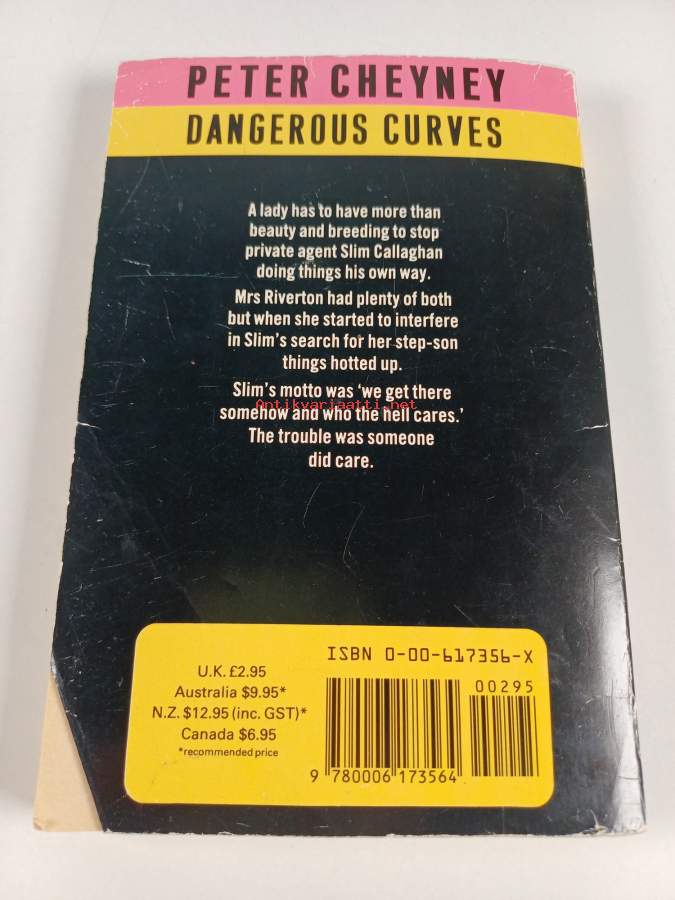 PETER CHEYNEY
DANGEROUS CURVES
A lady has to have more than
beauty and breeding to stop
private agent Slim Callaghan
doing things his own way.
Mrs Riverton had plenty of both
but when she started to interfere
in Slim's search for her step-son
things hotted up.
Slim's motto was 'we get there
Antikvariaatti.net
somehow and who the hell cares.'
The trouble was someone
did care.
U.K. £2.95
Australia $9.95*
N.Z. $12.95 (inc. GST)*
Canada $6.95
*recommended price
ISBN 0-00-617356-X
00295
9 780006 173564